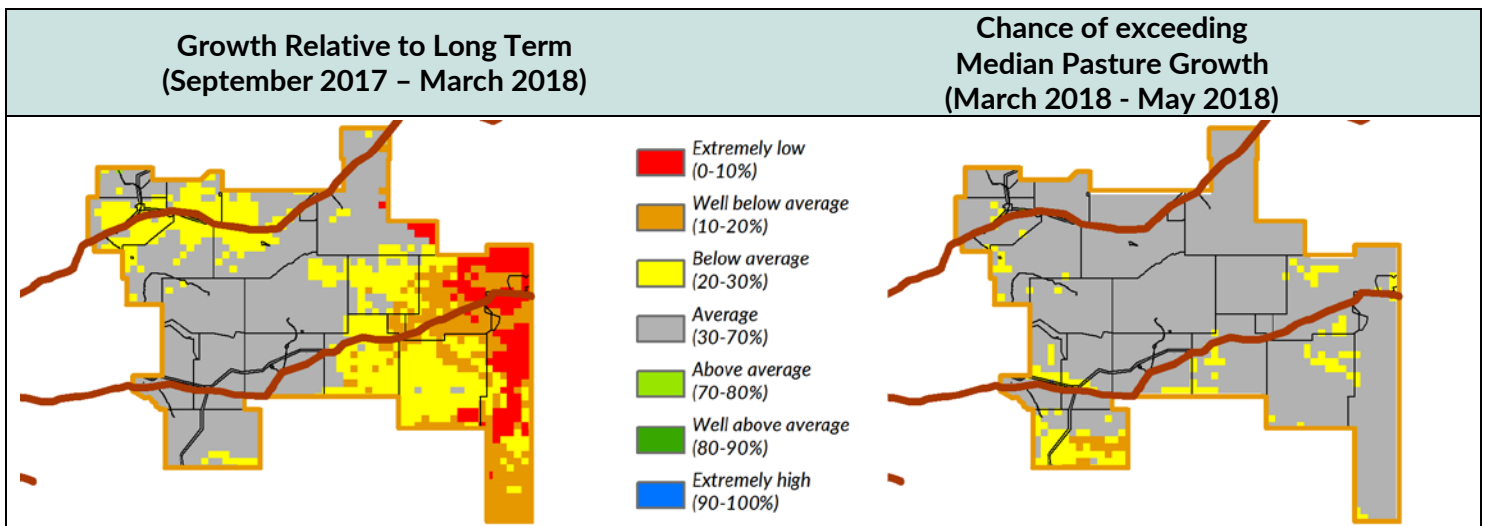 Growth Relative to Long Term
(September 2017 – March 2018)
Chance of exceeding
Median Pasture Growth
(March 2018 - May 2018)
Extremely low
(0-10%)
Well below average
(10-20%)
Below average
(20-30%)
Average
(30-70%)
Above average
(70-80%)
Well above average
(80-90%)
Extremely high
(90-100%)